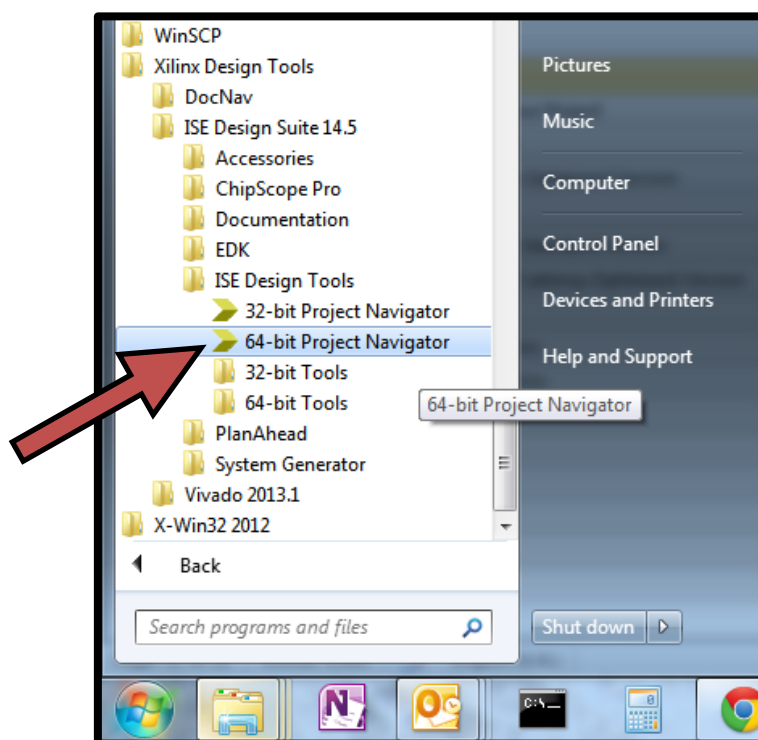 WinSCP
Xilinx Design Tools
DocNav
ISE Design Suite 14.5
Accessories
ChipScope Pro
Documentation
EDK
ISE Design Tools
32-bit Project Navigator
64-bit Project Navigator
32-bit Tools
64-bit Tools
64-bit Project Navigator
PlanAhead
System Generator
Vivado 2013.1
X-Win32 2012
Back
Search programs and files
Pictures
Music
Computer
Control Panel
Devices and Printers
Help and Support
Shut down
N
O
C:\_
0